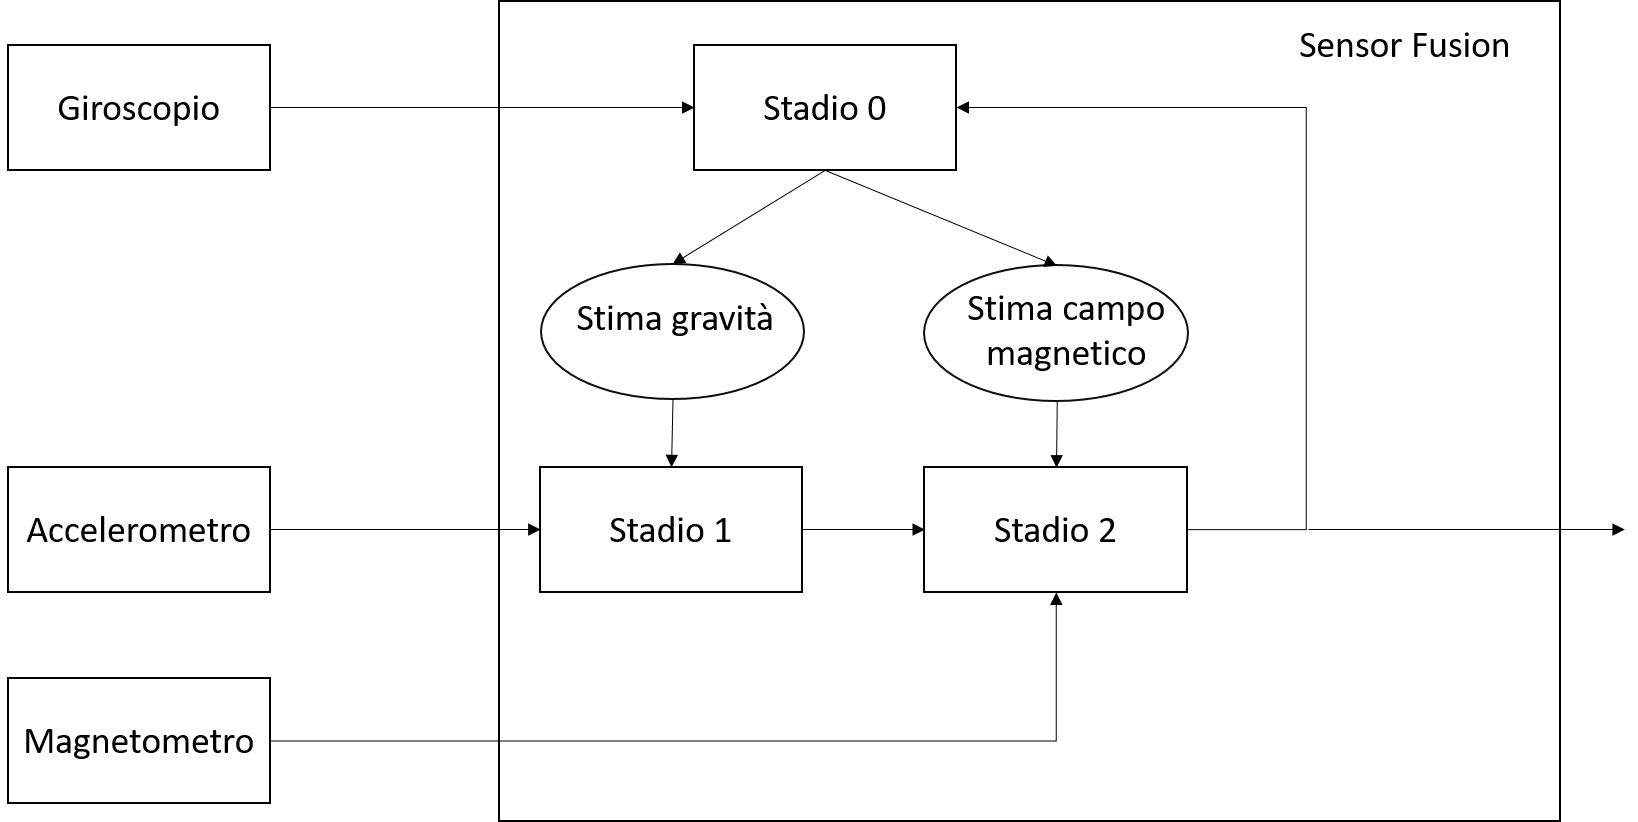 Sensor Fusion
Giroscopio
Stadio 0
Stima gravità
Stima campo
magnetico
Accelerometro
Stadio 1
Stadio 2
Magnetometro